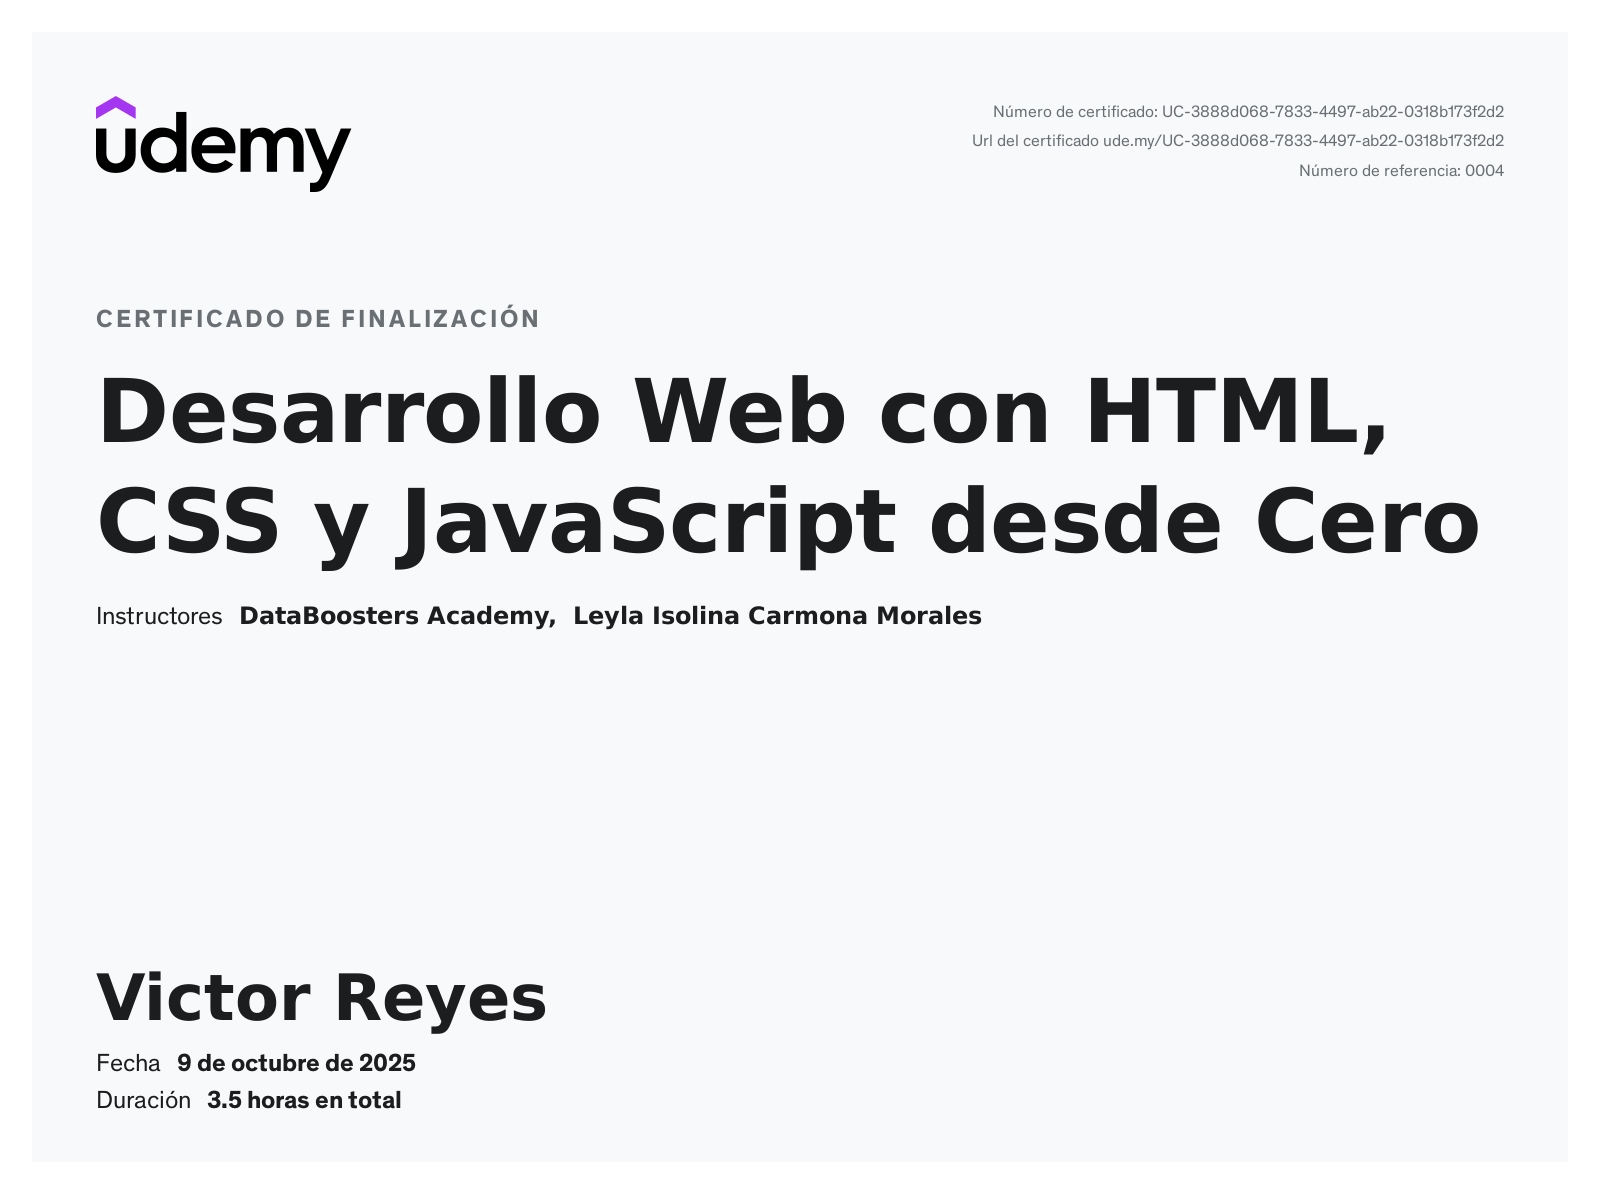 udemy
Número de certificado: UC-3888d068-7833-4497-ab22-0318b173f2d2
Url del certificado ude.my/UC-3888d068-7833-4497-ab22-0318b173f2d2
Número de referencia: 0004
CERTIFICADO DE FINALIZACIÓN
Desarrollo Web con HTML,
CSS y JavaScript desde Cero
Instructores DataBoosters Academy, Leyla Isolina Carmona Morales
Victor Reyes
Fecha 9 de octubre de 2025
Duración 3.5 horas en total